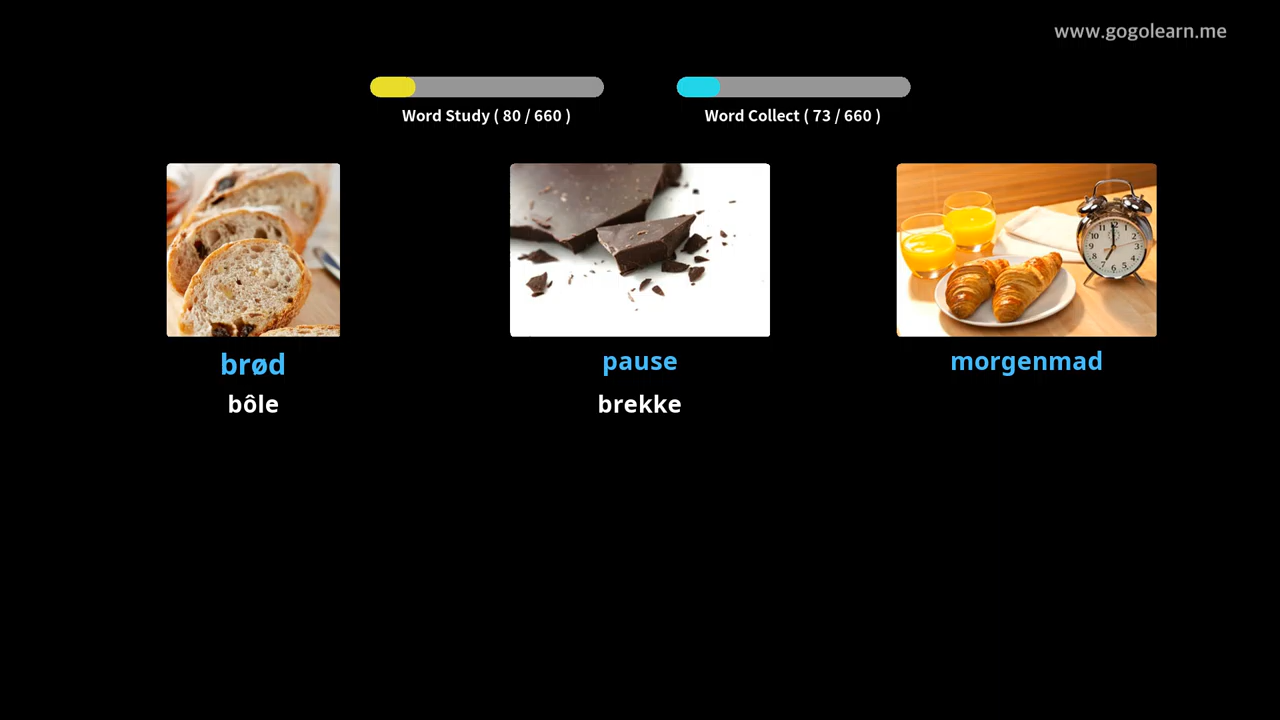 www.gogolearn.me
Word Study ( 80 / 660 )
Word Collect ( 73 / 660 )
brød
pause
morgenmad
bôle
brekke